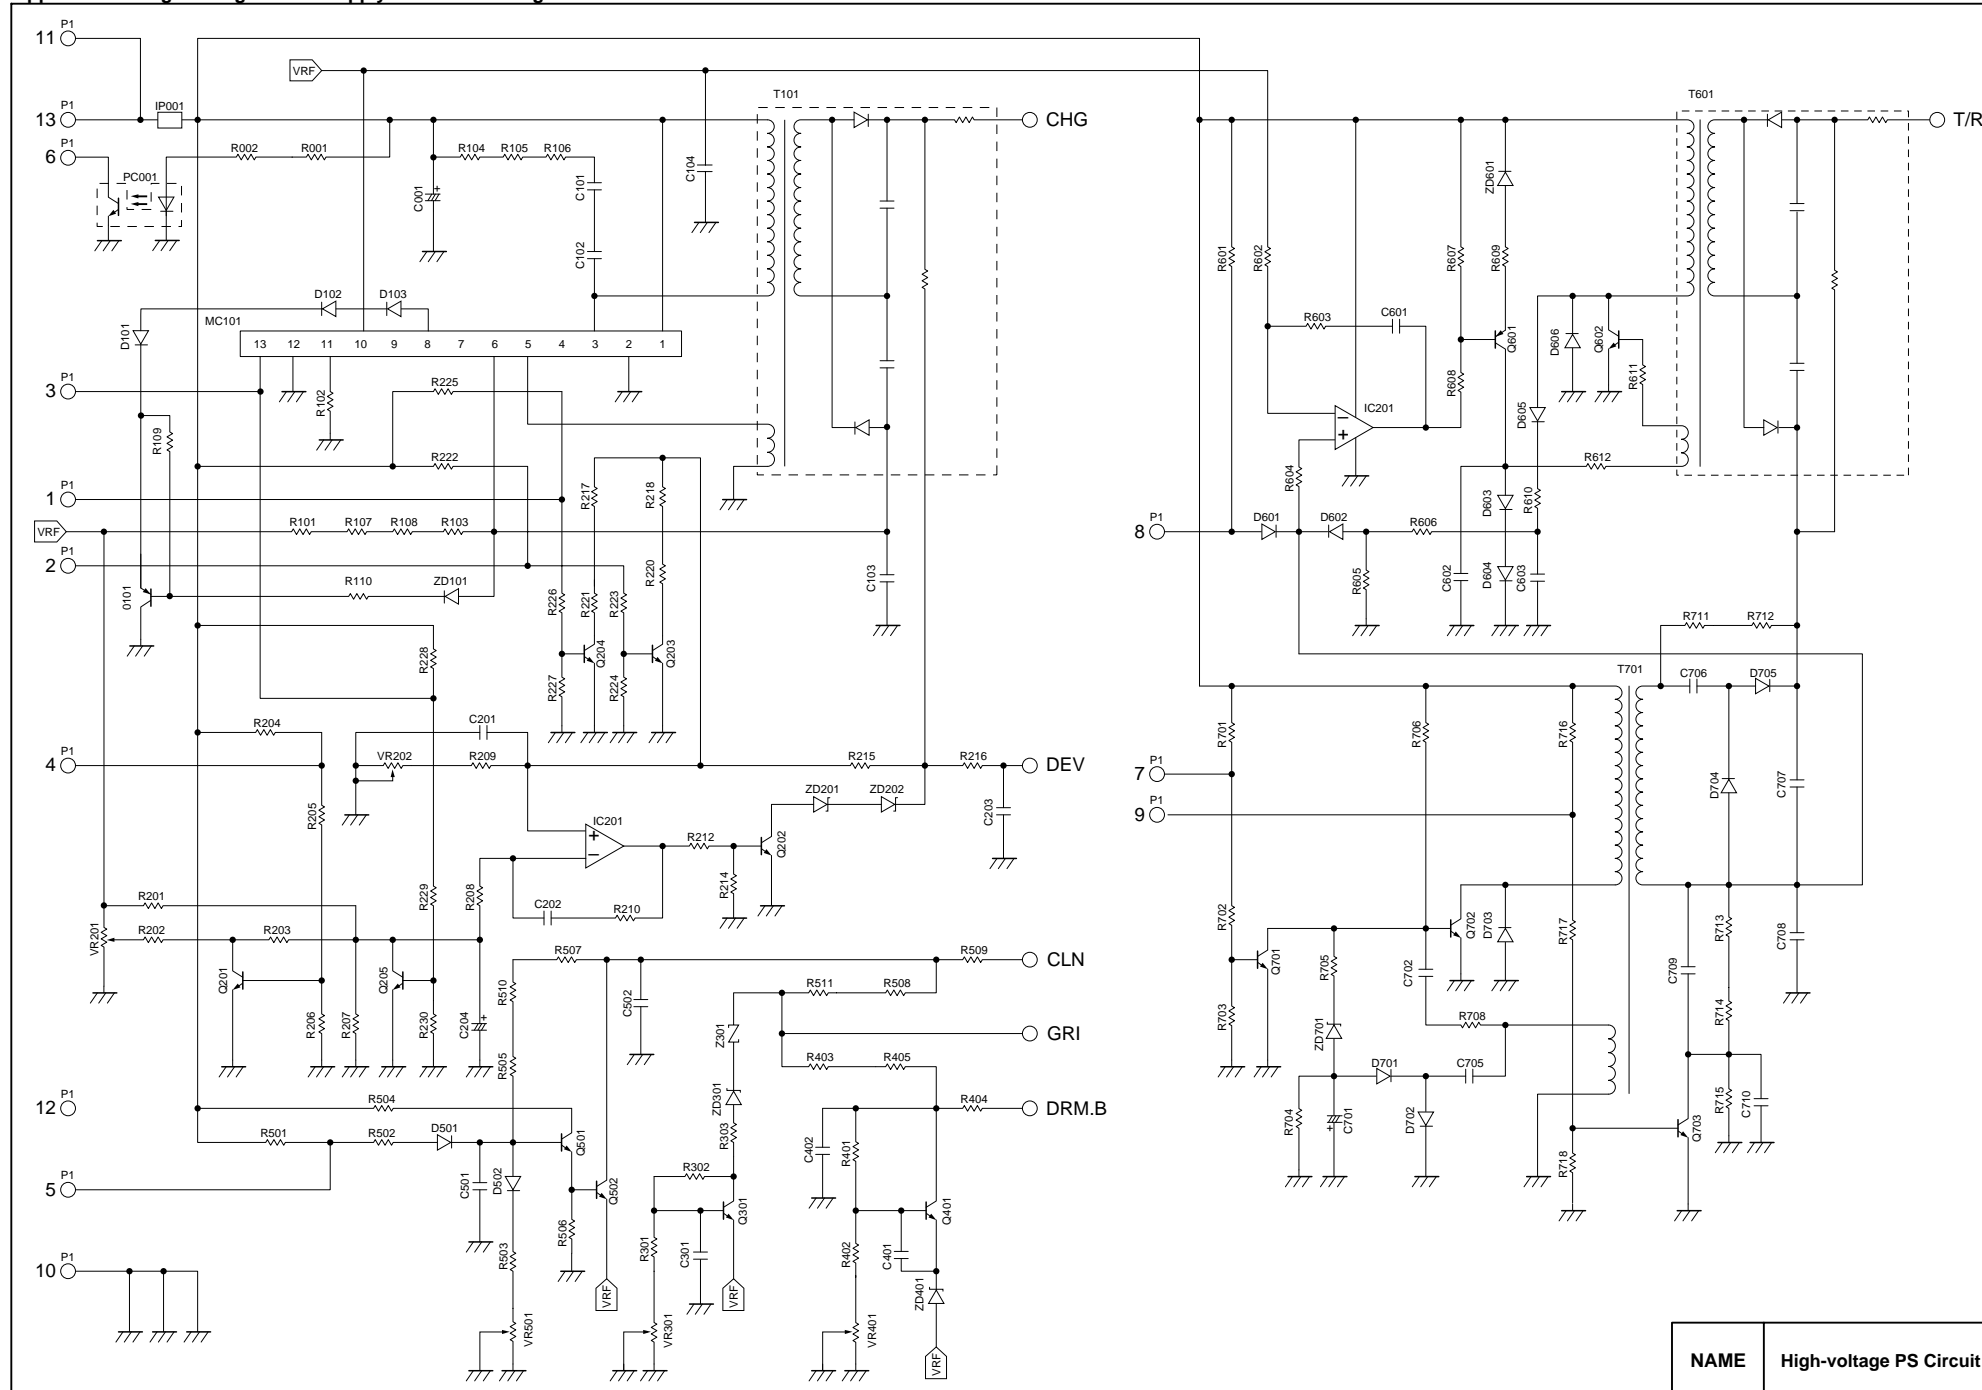 11 P1
VRF
T101
T601
13 P1
IP001
CHG
T/R
6 P1
R002
R001
R104
R105
R106
C104
PC001
C001
C101
ZD601
C102
R601
R602
R607
R609
D102
D103
D101
MC101
R603
C601
13 12 11 10 9 8 7 6 5 4 3 2 1
Q601
D606
Q602
3 P1
R225
R102
R608
R611
IC201
D605
R109
R222
R612
R604
1 P1
R217
R218
D603
R610
VRF
R101
R107
R108
R103
8 P1
D601
D602
R606
2 P1
R110
ZD101
R220
C103
R605
C602
D604
C603
0101
R226
R221
R223
R711
R712
R228
Q204
Q203
T701
C706
D705
R227
R224
R204
C201
R701
R706
R716
4 P1
VR202
R209
R215
R216
DEV
7 P1
D704
C707
ZD201
ZD202
R205
C203
9 P1
IC201
R212
Q202
R214
R201
R229
R208
C202
R210
R702
VR201
R202
R203
Q702
D703
R717
R713
C708
R507
R509
CLN
Q701
R705
C702
C709
Q201
Q205
R510
C502
R511
R508
R206
R207
R230
C204
R703
R714
ZD701
R708
Z301
GRI
R505
R403
R405
D701
C705
12 P1
R504
ZD301
R404
DRM.B
R704
C701
D702
R715
C710
R501
R502
D501
Q501
R303
C402
R401
Q703
5 P1
C501
D502
Q502
R302
R718
Q301
Q401
R506
R503
R301
C301
R402
C401
10 P1
VRF
VRF
ZD401
VR501
VR301
VR401
VRF
NAME
High-voltage PS Circuit